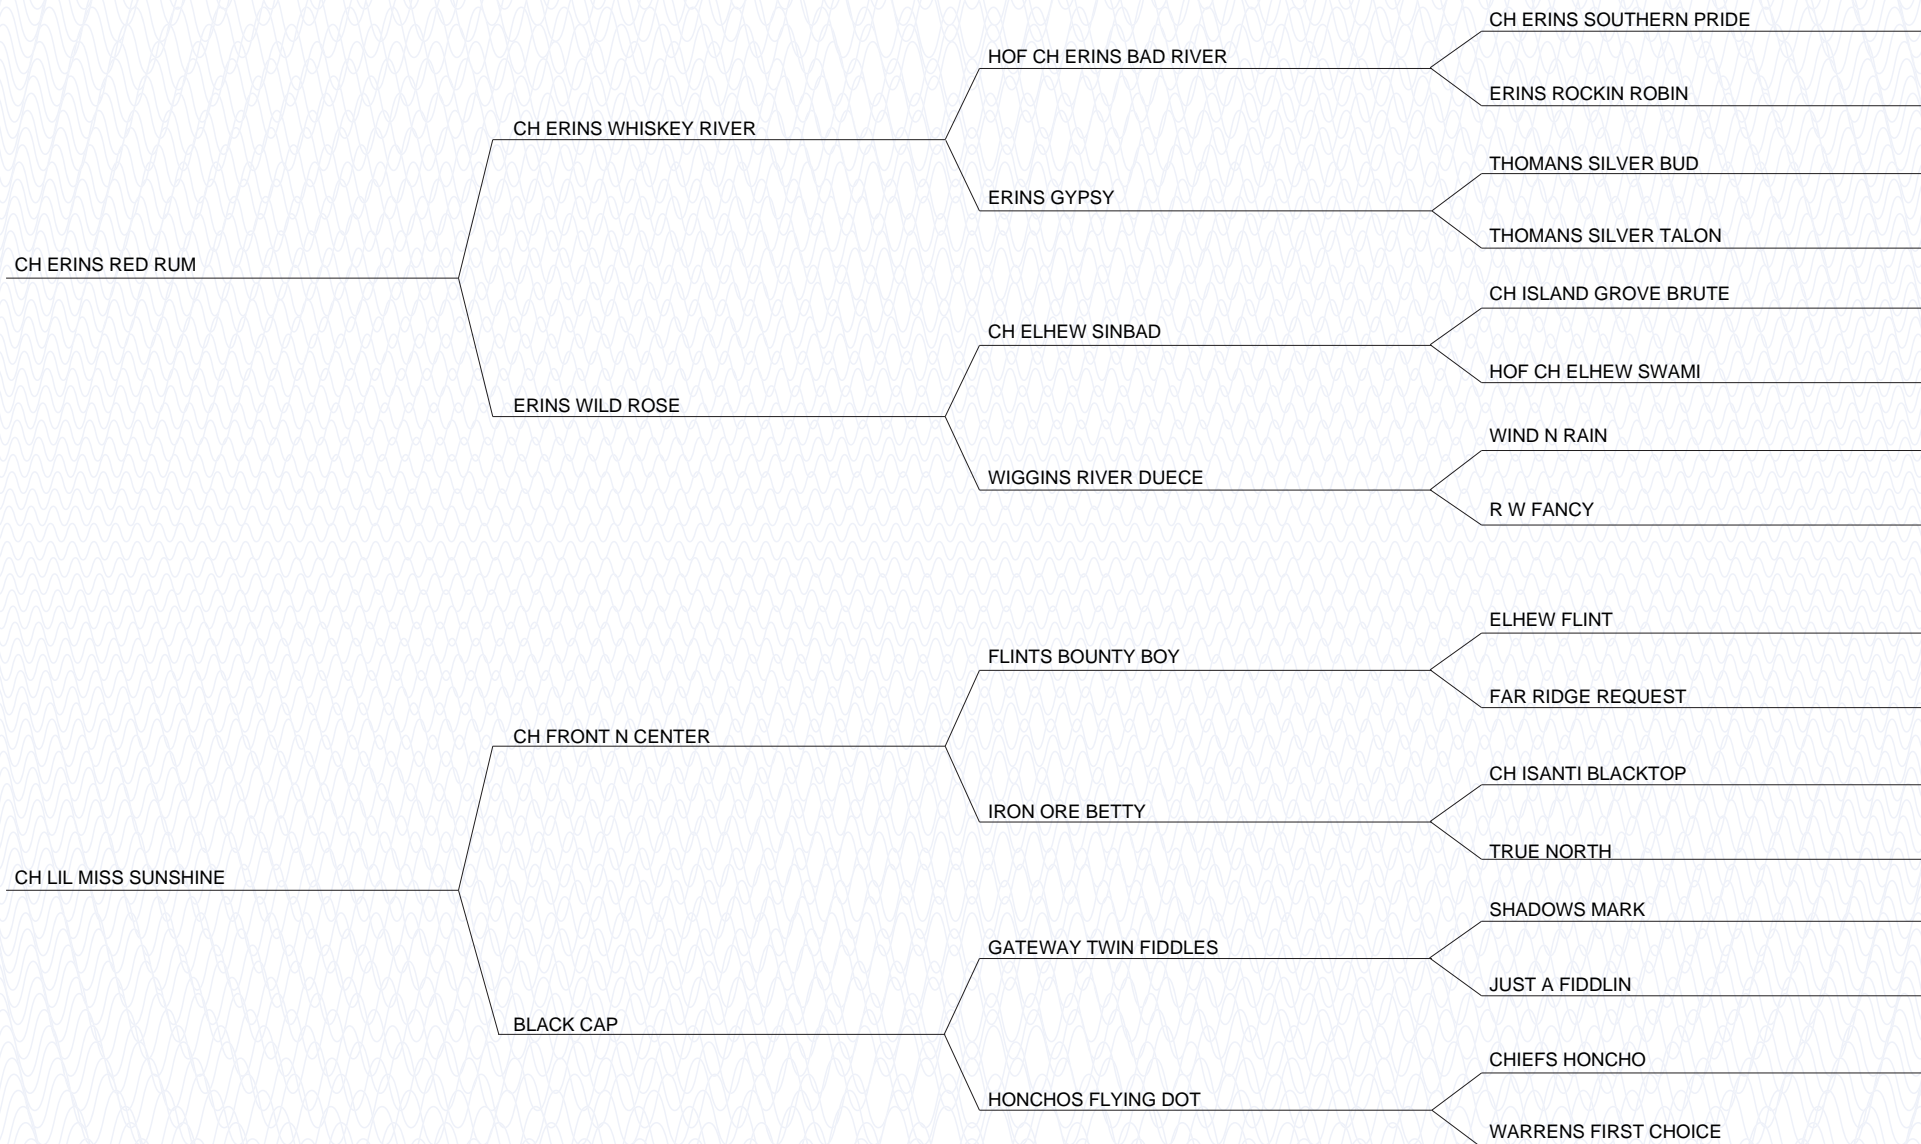 CH ERINS SOUTHERN PRIDE
HOF CH ERINS BAD RIVER
ERINS ROCKIN ROBIN
CH ERINS WHISKEY RIVER
THOMANS SILVER BUD
ERINS GYPSY
THOMANS SILVER TALON
CH ERINS RED RUM
CH ISLAND GROVE BRUTE
CH ELHEW SINBAD
HOF CH ELHEW SWAMI
ERINS WILD ROSE
WIND N RAIN
WIGGINS RIVER DUECE
R W FANCY
ELHEW FLINT
FLINTS BOUNTY BOY
FAR RIDGE REQUEST
CH FRONT N CENTER
CH ISANTI BLACKTOP
IRON ORE BETTY
TRUE NORTH
CH LIL MISS SUNSHINE
SHADOWS MARK
GATEWAY TWIN FIDDLES
JUST A FIDDLIN
BLACK CAP
CHIEFS HONCHO
HONCHOS FLYING DOT
WARRENS FIRST CHOICE